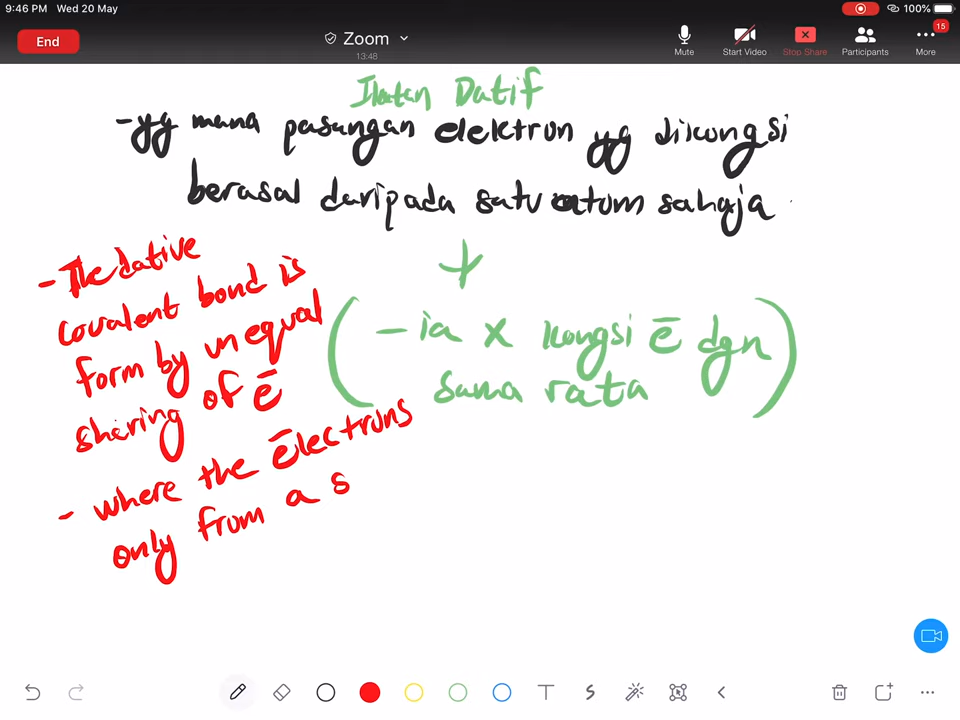 9:46 PM Wed 20 May
100%
End
Zoom
13:48
Mute
Start Video
Stop Share
Participants
15
More
Ikatan Datif
-yg mana pasangan elektron yg dikongsi
berasal daripada satu atom sahaja
+
(- ia x kongsi ē dgn
sama rata)
- The dative
covalent bond is
form by unequal
sharing of ē
- where the ēlectrons
only from a s
T